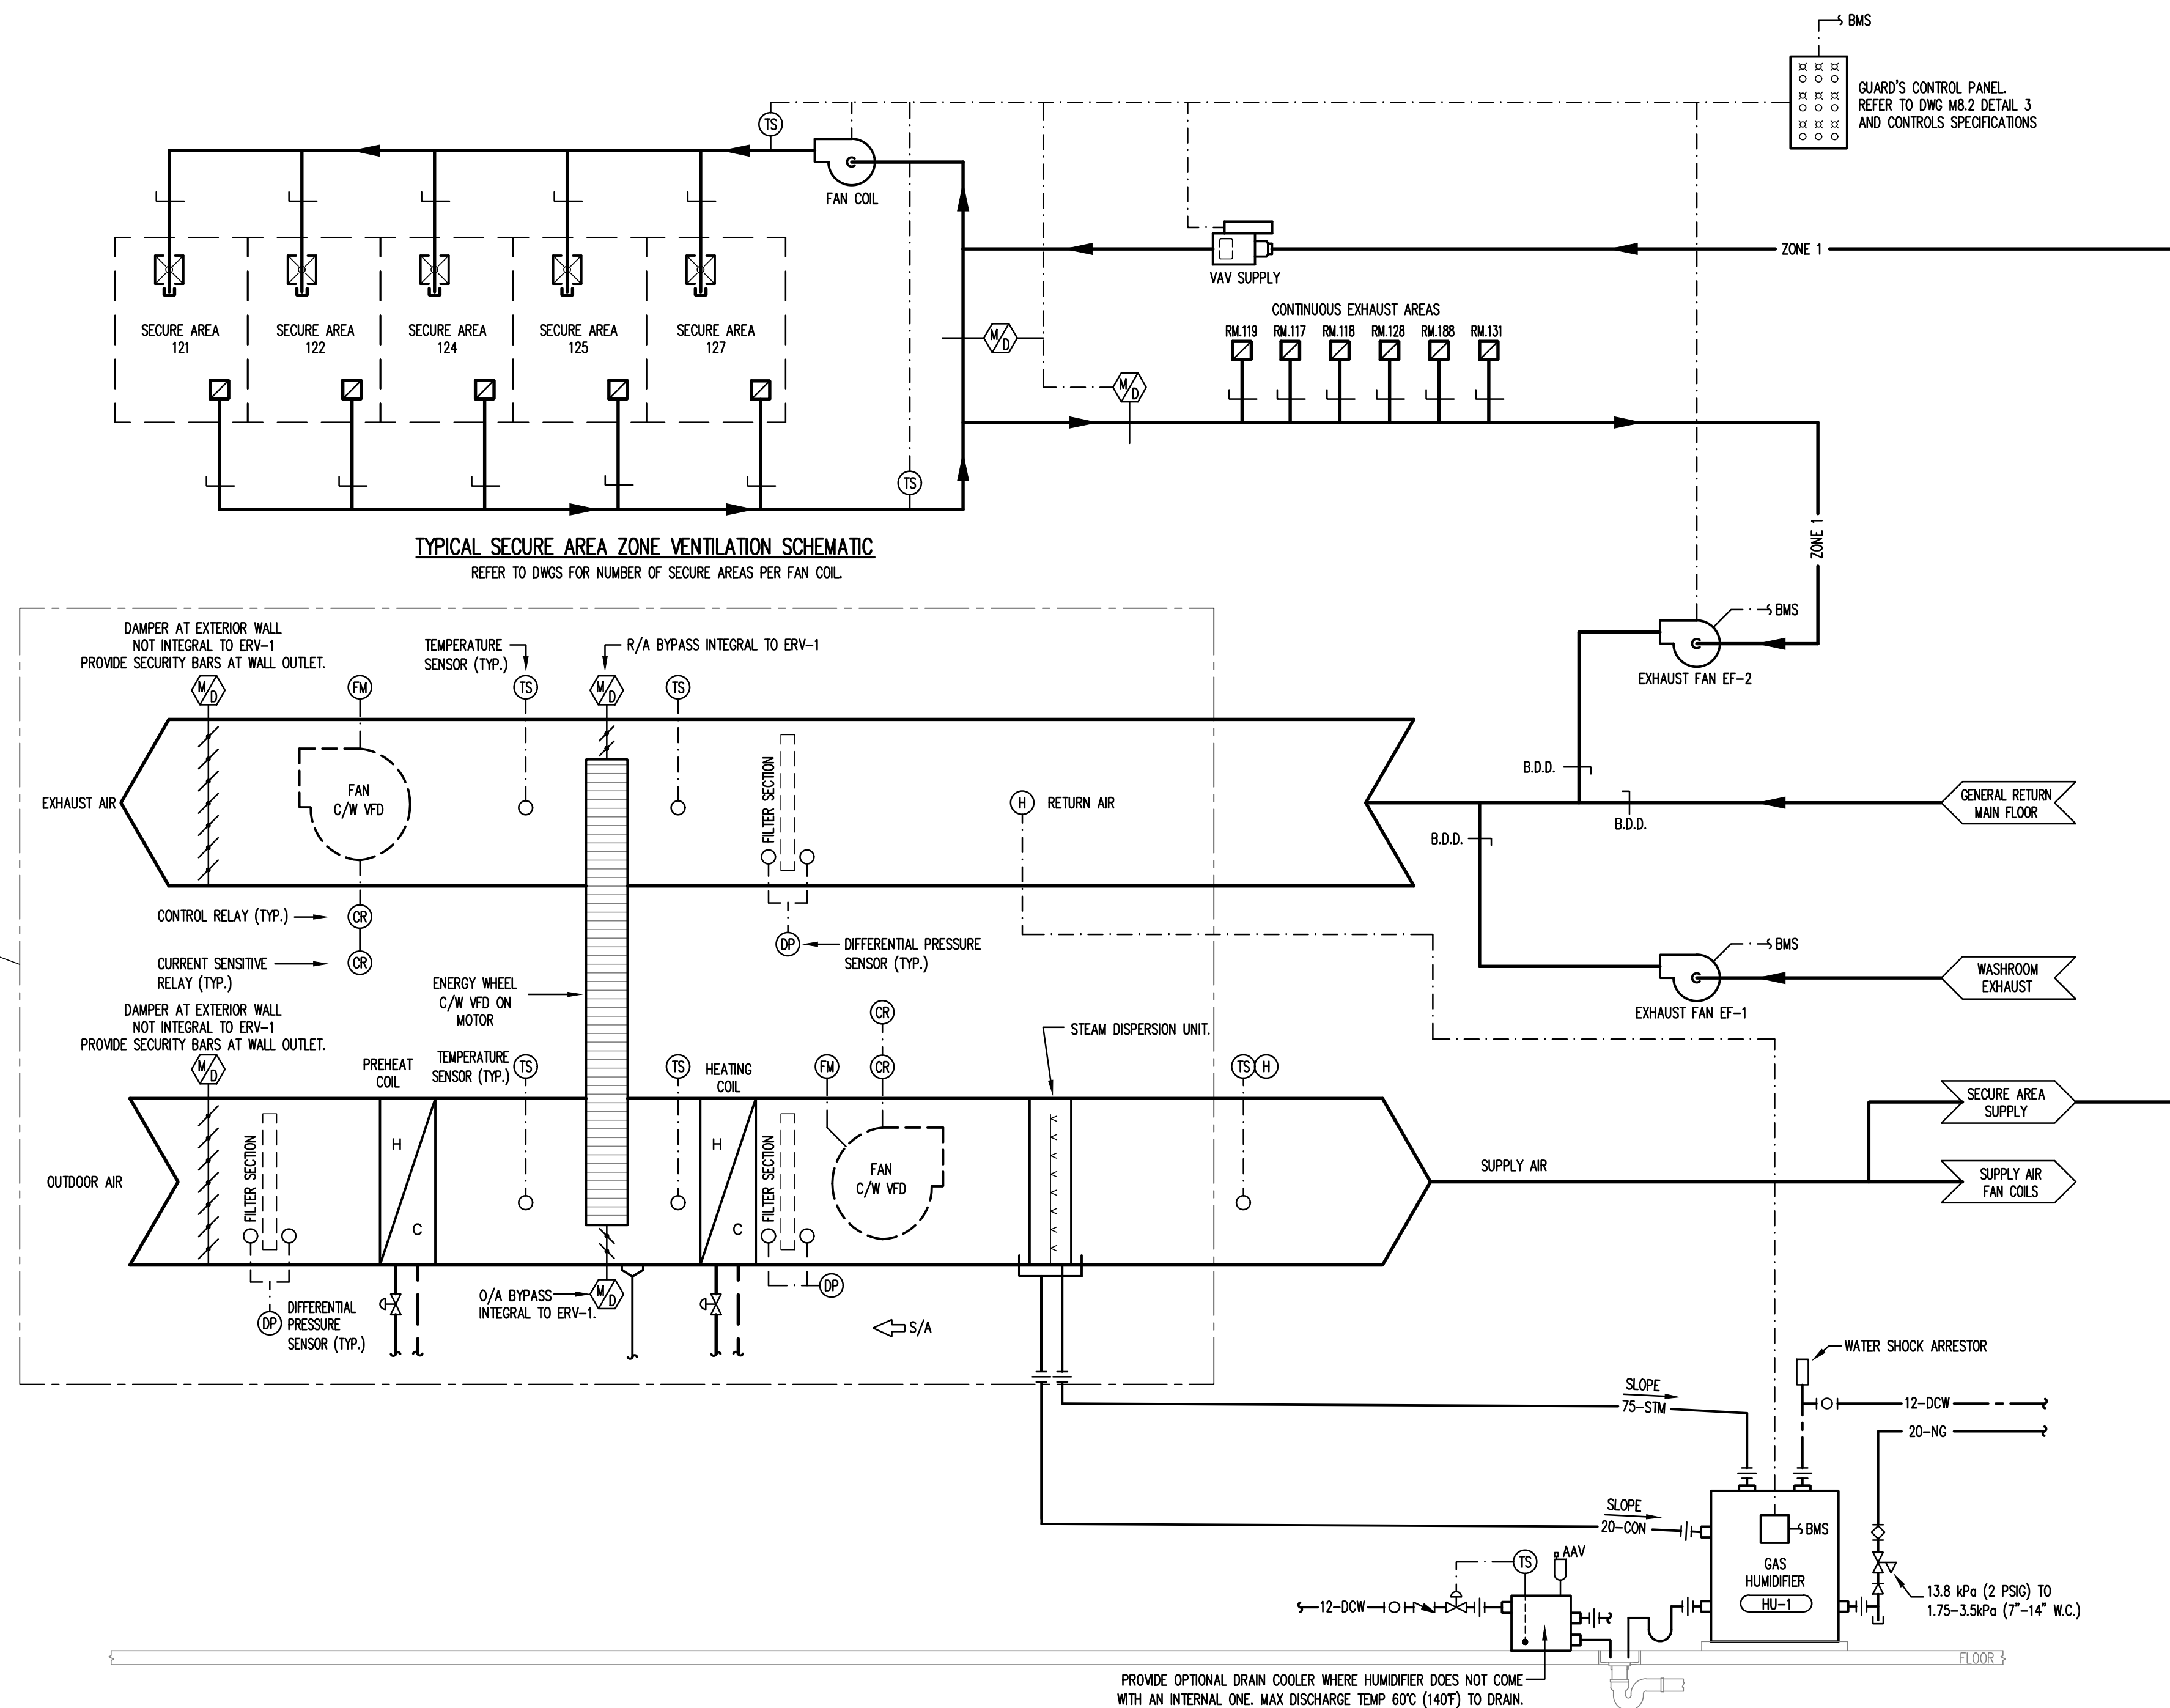 BMS
GUARD'S CONTROL PANEL.
REFER TO DWG M8.2 DETAIL 3
AND CONTROLS SPECIFICATIONS
TS
FAN COIL
ZONE 1
VAV SUPPLY
CONTINUOUS EXHAUST AREAS
RM.119 RM.117 RM.118 RM.128 RM.188 RM.131
SECURE AREA
121
SECURE AREA
122
SECURE AREA
124
SECURE AREA
125
SECURE AREA
127
M/D
M/D
TS
ZONE 1
TYPICAL SECURE AREA ZONE VENTILATION SCHEMATIC
REFER TO DWGS FOR NUMBER OF SECURE AREAS PER FAN COIL.
BMS
EXHAUST FAN EF-2
DAMPER AT EXTERIOR WALL
NOT INTEGRAL TO ERV-1
PROVIDE SECURITY BARS AT WALL OUTLET.
TEMPERATURE
SENSOR (TYP.)
R/A BYPASS INTEGRAL TO ERV-1
M/D
FM
TS
M/D
TS
EXHAUST AIR
FAN
C/W VFD
FILTER SECTION
H
RETURN AIR
B.D.D.
B.D.D.
B.D.D.
GENERAL RETURN
MAIN FLOOR
CONTROL RELAY (TYP.)
CR
CURRENT SENSITIVE
RELAY (TYP.)
CR
DP
DIFFERENTIAL PRESSURE
SENSOR (TYP.)
BMS
WASHROOM
EXHAUST
EXHAUST FAN EF-1
ENERGY WHEEL
C/W VFD ON
MOTOR
DAMPER AT EXTERIOR WALL
NOT INTEGRAL TO ERV-1
PROVIDE SECURITY BARS AT WALL OUTLET.
M/D
PREHEAT
COIL
TEMPERATURE
SENSOR (TYP.)
TS
TS
HEATING
COIL
FM
CR
CR
STEAM DISPERSION UNIT.
TS
H
OUTDOOR AIR
FILTER SECTION
H
C
H
C
FILTER SECTION
FAN
C/W VFD
SUPPLY AIR
SECURE AREA
SUPPLY
SUPPLY AIR
FAN COILS
DP
DIFFERENTIAL
PRESSURE
SENSOR (TYP.)
O/A BYPASS
INTEGRAL TO ERV-1.
M/D
DP
S/A
WATER SHOCK ARRESTOR
SLOPE
75-STM
12-DCW
20-NG
SLOPE
20-CON
BMS
GAS
HUMIDIFIER
HU-1
13.8 kPa (2 PSIG) TO
1.75-3.5kPa (7"-14" W.C.)
TS
AAV
12-DCW
FLOOR
PROVIDE OPTIONAL DRAIN COOLER WHERE HUMIDIFIER DOES NOT COME
WITH AN INTERNAL ONE. MAX DISCHARGE TEMP 60°C (140°F) TO DRAIN.